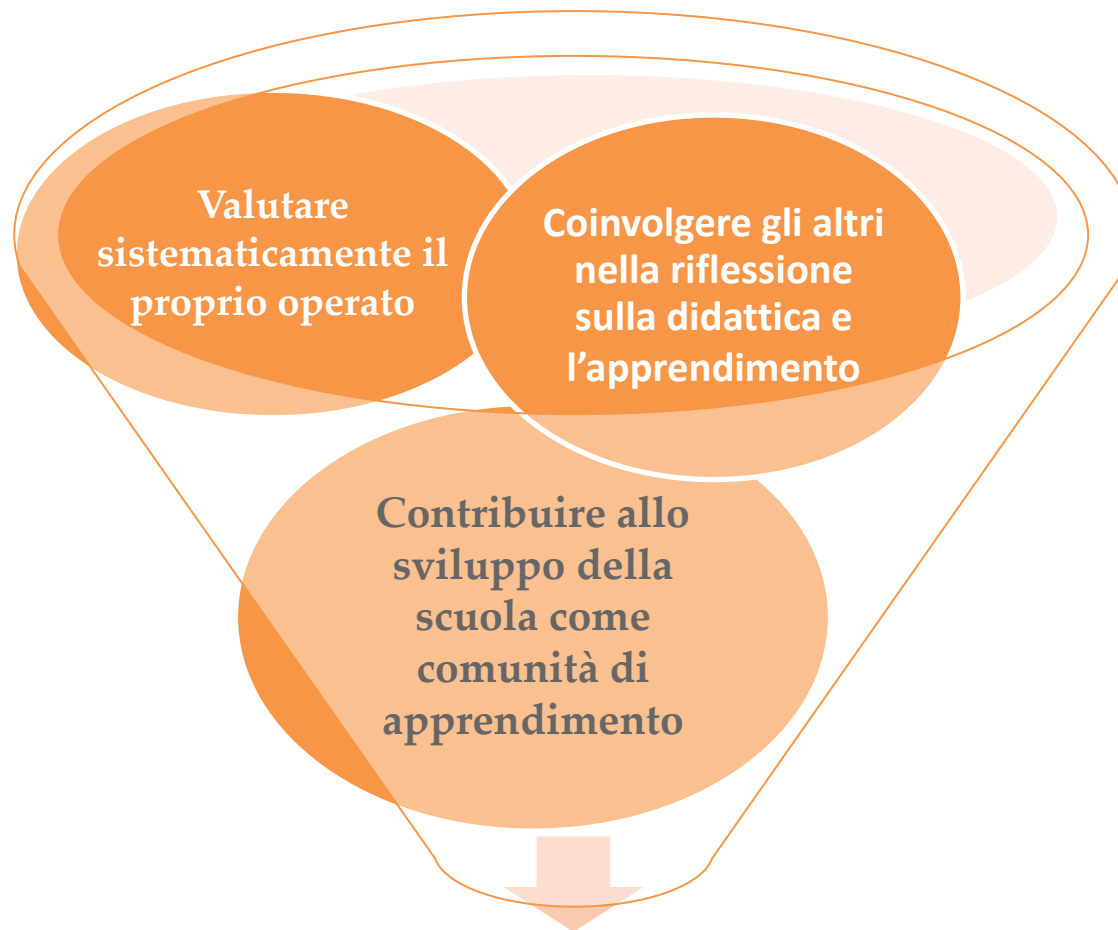 Valutare
sistematicamente il
proprio operato
Coinvolgere gli altri
nella riflessione
sulla didattica e
l’apprendimento
Contribuire allo
sviluppo della
scuola come
comunità di
apprendimento